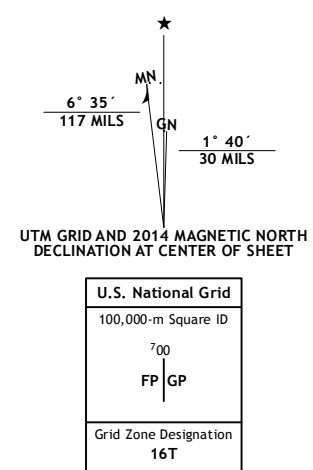 ★
MN
GN
6° 35´
117 MILS
1° 40´
30 MILS
UTM GRID AND 2014 MAGNETIC NORTH
DECLINATION AT CENTER OF SHEET
U.S. National Grid
100,000-m Square ID
⁷00
FP GP
Grid Zone Designation
16T